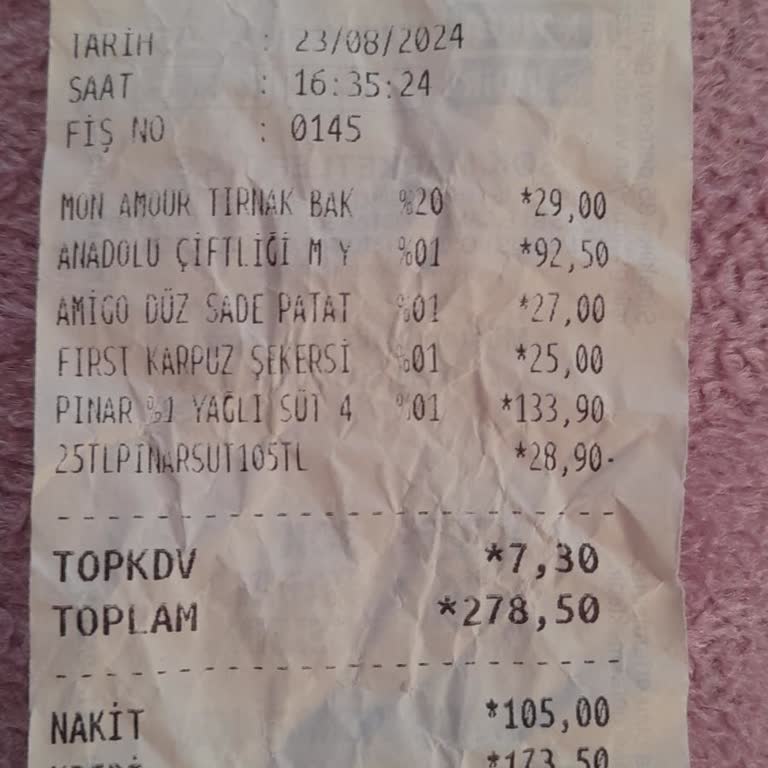 TARİH : 23/08/2024
SAAT : 16:35:24
FİŞ NO : 0145
MON AMOUR TIRNAK BAK %20 *29,00
ANADOLU ÇİFTLİĞİ M Y %01 *92,50
AMİGO DÜZ SADE PATAT %01 *27,00
FIRST KARPUZ ŞEKERSİ %01 *25,00
PINAR %1 YAĞLI SÜT 4 %01 *133,90
25TLPINARSUT105TL *28,90-
TOPKDV *7,30
TOPLAM *278,50
NAKİT *105,00
*173,50